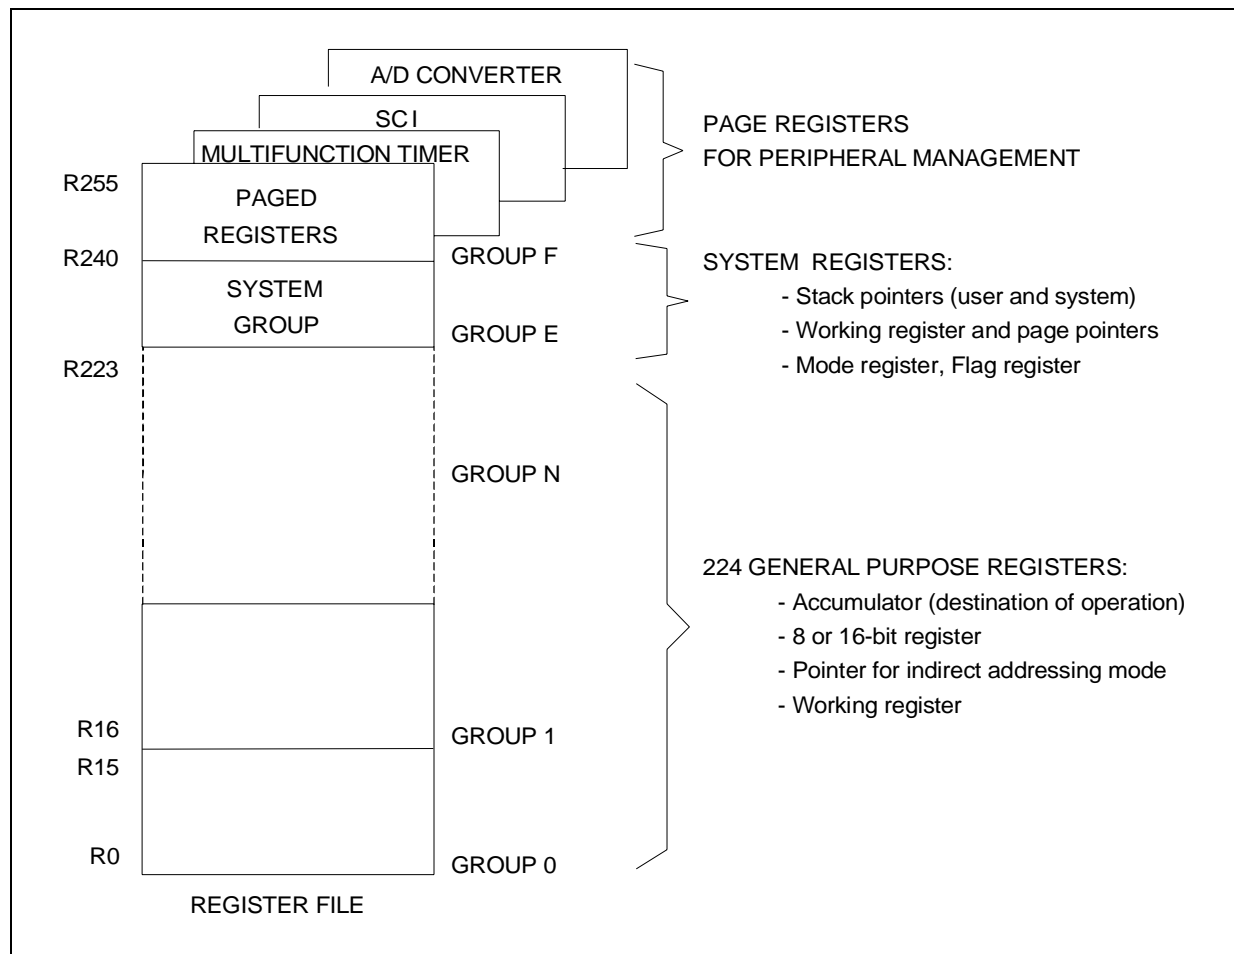 A/D CONVERTER
SCI
MULTIFUNCTION TIMER
PAGED
REGISTERS
SYSTEM
GROUP
R255
R240
R223
R16
R15
R0
GROUP F
GROUP E
GROUP N
GROUP 1
GROUP 0
REGISTER FILE
PAGE REGISTERS
FOR PERIPHERAL MANAGEMENT
SYSTEM REGISTERS:
- Stack pointers (user and system)
- Working register and page pointers
- Mode register, Flag register
224 GENERAL PURPOSE REGISTERS:
- Accumulator (destination of operation)
- 8 or 16-bit register
- Pointer for indirect addressing mode
- Working register